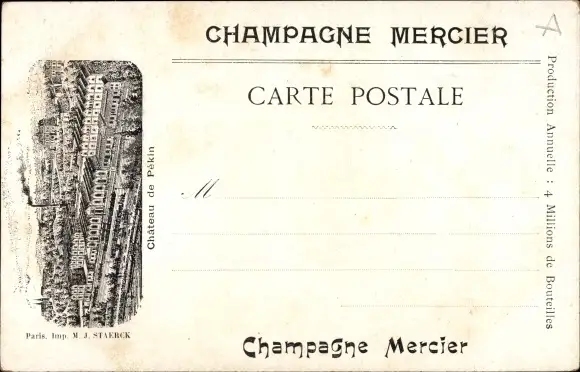 CHAMPAGNE MERCIER
CARTE POSTALE
M
Château de Pékin
Production Annuelle : 4 Millions de Bouteilles
Paris. Imp. M. J. STAERCK
Champagne Mercier